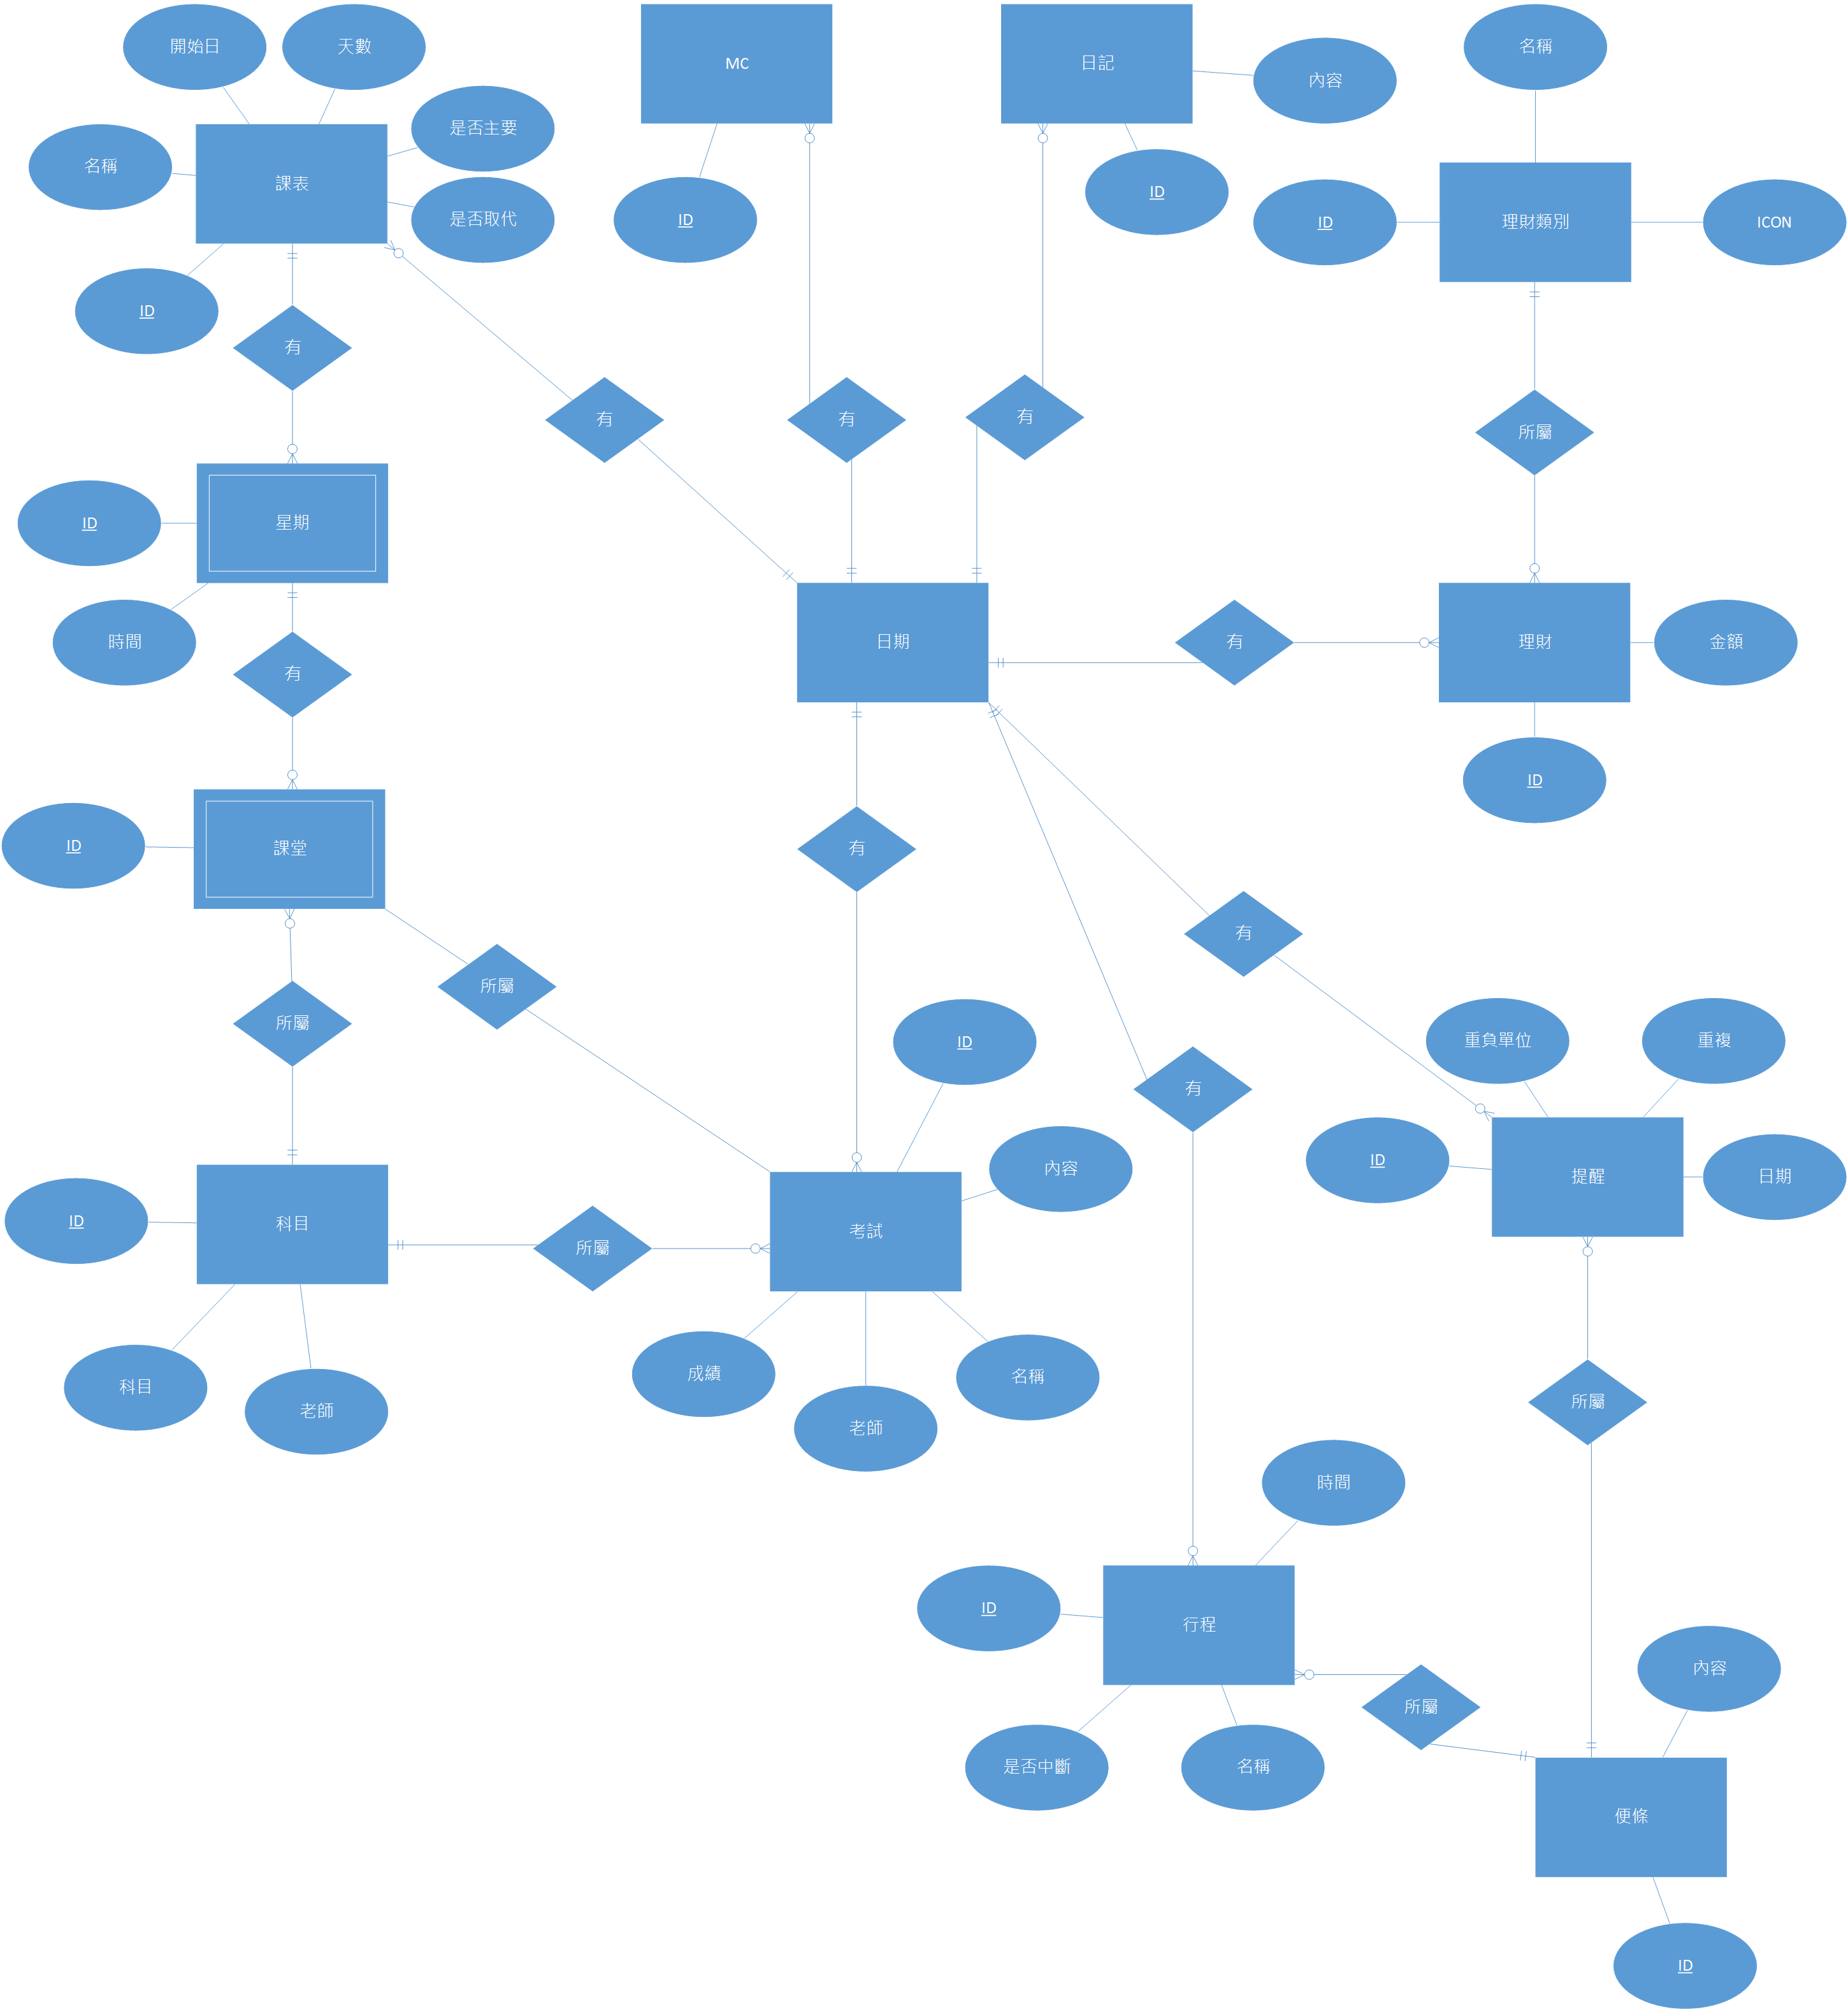 開始日
天數
MC
日記
名稱
內容
是否主要
名稱
課表
是否取代
ID
ID
ID
理財類別
ICON
ID
有
有
有
有
所屬
ID
星期
時間
有
日期
有
理財
金額
ID
ID
課堂
有
有
所屬
所屬
ID
重負單位
重複
有
內容
ID
提醒
日期
ID
科目
所屬
考試
科目
老師
成績
老師
名稱
所屬
時間
ID
行程
內容
所屬
是否中斷
名稱
便條
ID